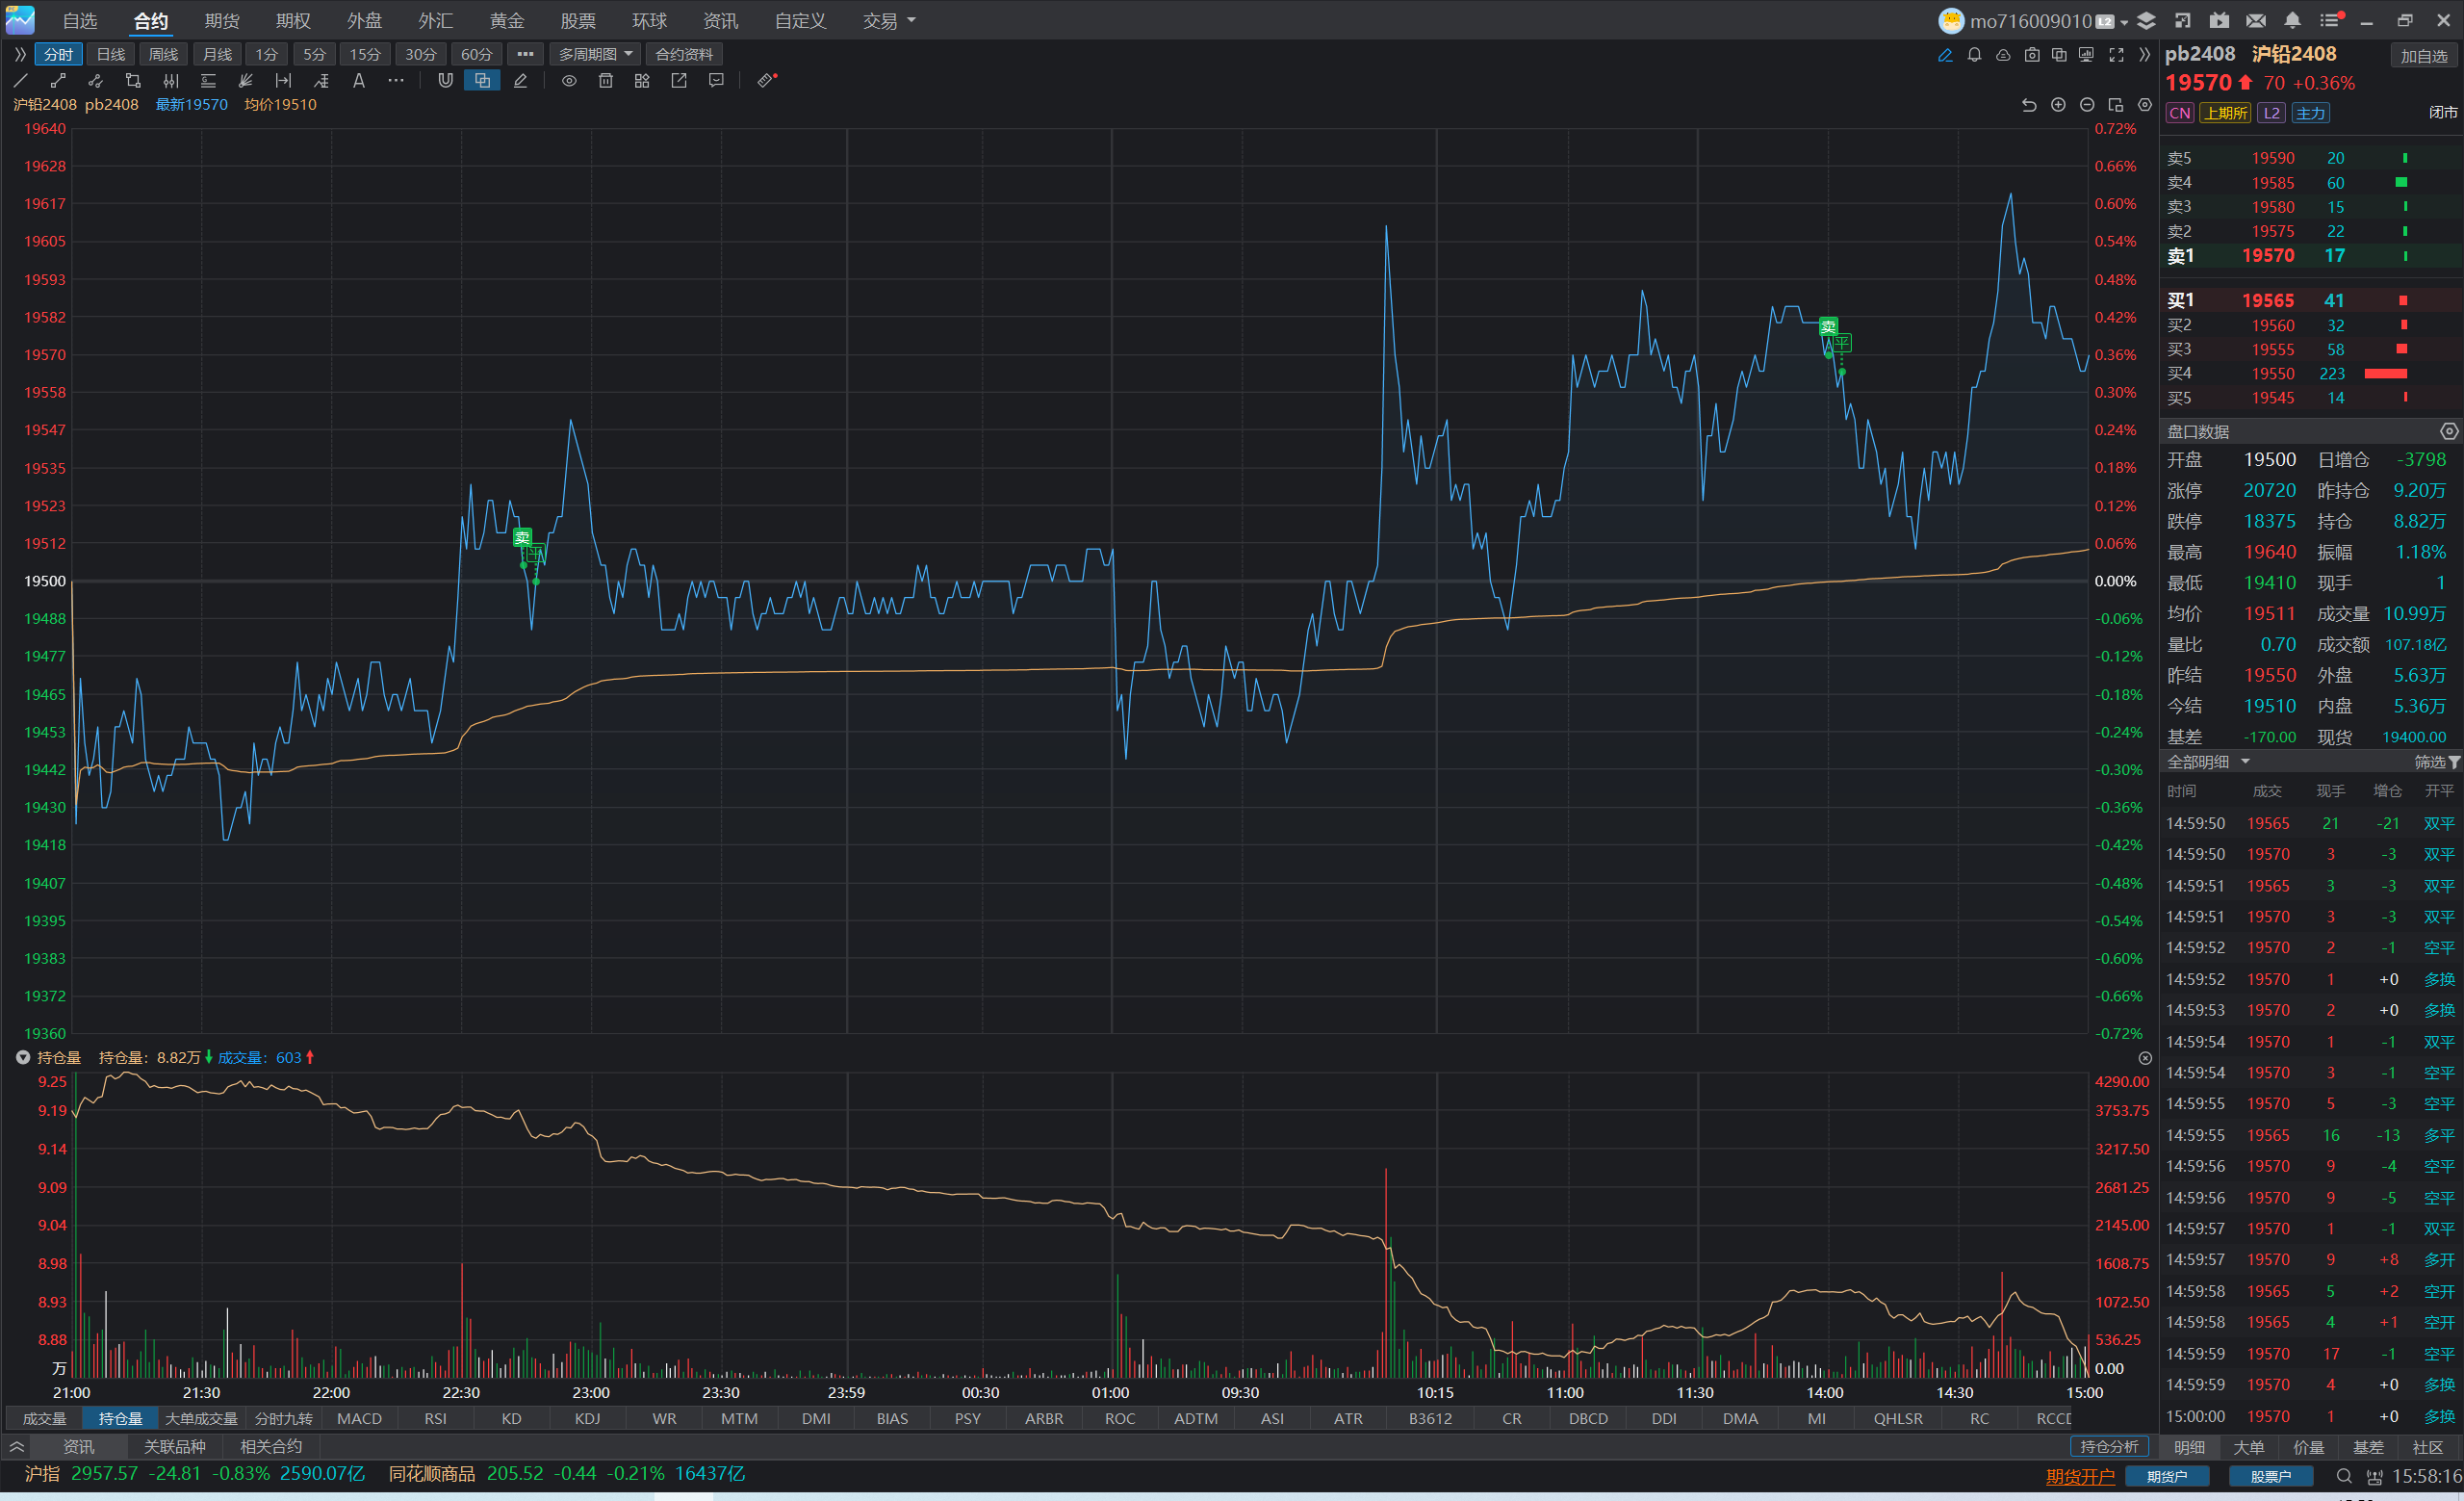 自选 合约 期货 期权 外盘 外汇 黄金 股票 环球 资讯 自定义 交易 mo716009010 L2
分时 日线 周线 月线 1分 5分 15分 30分 60分 ••• 多周期图 合约资料
沪铅2408 pb2408 最新19570 均价19510
19640 0.72%
19628 0.66%
19617 0.60%
19605 0.54%
19593 0.48%
19582 0.42%
19570 0.36%
19558 0.30%
19547 0.24%
19535 0.18%
19523 0.12%
19512 0.06%
19500 0.00%
19488 -0.06%
19477 -0.12%
19465 -0.18%
19453 -0.24%
19442 -0.30%
19430 -0.36%
19418 -0.42%
19407 -0.48%
19395 -0.54%
19383 -0.60%
19372 -0.66%
19360 -0.72%
卖 平
卖 平
持仓量 持仓量: 8.82万 成交量: 603
9.25 4290.00
9.19 3753.75
9.14 3217.50
9.09 2681.25
9.04 2145.00
8.98 1608.75
8.93 1072.50
8.88 536.25
万 0.00
21:00 21:30 22:00 22:30 23:00 23:30 23:59 00:30 01:00 09:30 10:15 11:00 11:30 14:00 14:30 15:00
成交量 持仓量 大单成交量 分时九转 MACD RSI KD KDJ WR MTM DMI BIAS PSY ARBR ROC ADTM ASI ATR B3612 CR DBCD DDI DMA MI QHLSR RC RCCD
资讯 关联品种 相关合约 持仓分析
沪指 2957.57 -24.81 -0.83% 2590.07亿 同花顺商品 205.52 -0.44 -0.21% 16437亿 期货开户 期货户 股票户 15:58:16
pb2408 沪铅2408 加自选
19570 70 +0.36%
CN 上期所 L2 主力 闭市
卖5 19590 20
卖4 19585 60
卖3 19580 15
卖2 19575 22
卖1 19570 17
买1 19565 41
买2 19560 32
买3 19555 58
买4 19550 223
买5 19545 14
盘口数据
开盘 19500 日增仓 -3798
涨停 20720 昨持仓 9.20万
跌停 18375 持仓 8.82万
最高 19640 振幅 1.18%
最低 19410 现手 1
均价 19511 成交量 10.99万
量比 0.70 成交额 107.18亿
昨结 19550 外盘 5.63万
今结 19510 内盘 5.36万
基差 -170.00 现货 19400.00
全部明细 筛选
时间 成交 现手 增仓 开平
14:59:50 19565 21 -21 双平
14:59:50 19570 3 -3 双平
14:59:51 19565 3 -3 双平
14:59:51 19570 3 -3 双平
14:59:52 19570 2 -1 空平
14:59:52 19570 1 +0 多换
14:59:53 19570 2 +0 多换
14:59:54 19570 1 -1 双平
14:59:54 19570 3 -1 空平
14:59:55 19570 5 -3 空平
14:59:55 19565 16 -13 多平
14:59:56 19570 9 -4 空平
14:59:56 19570 9 -5 空平
14:59:57 19570 1 -1 双平
14:59:57 19570 9 +8 多开
14:59:58 19565 5 +2 空开
14:59:58 19565 4 +1 空开
14:59:59 19570 17 -1 空平
14:59:59 19570 4 +0 多换
15:00:00 19570 1 +0 多换
明细 大单 价量 基差 社区